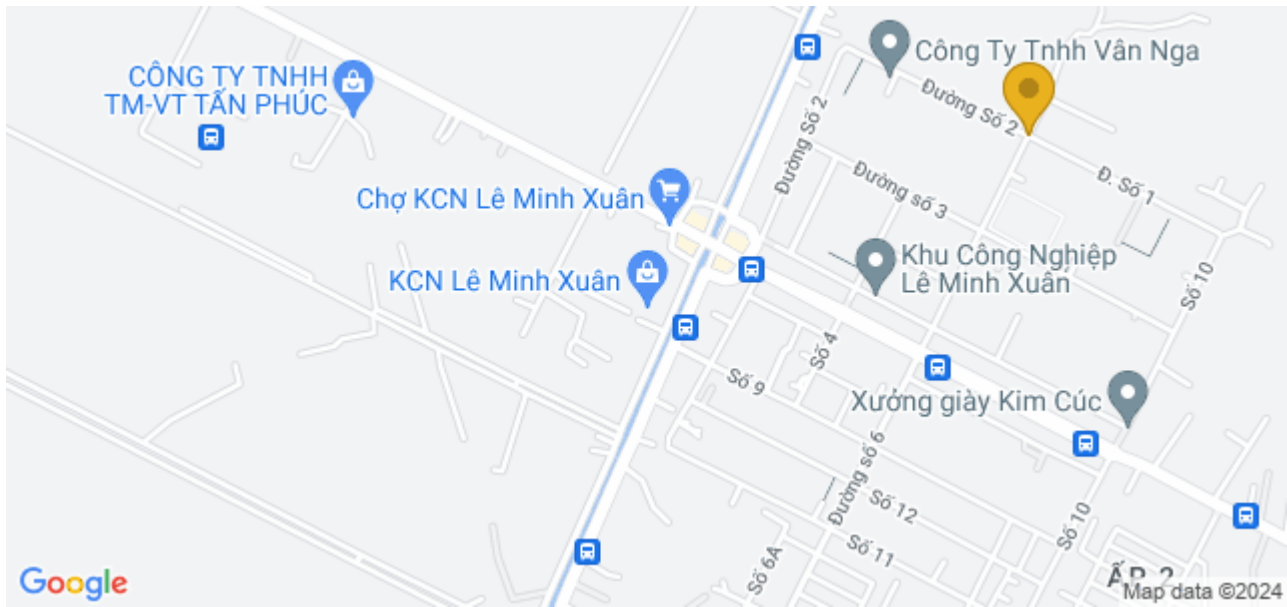 Công Ty Tnhh Vân Nga
CÔNG TY TNHH
TM-VT TẤN PHÚC
Đường Số 2
Đường Số 2
Đường số 3
Đ. Số 1
Chợ KCN Lê Minh Xuân
Khu Công Nghiệp
Lê Minh Xuân
KCN Lê Minh Xuân
Số 10
Số 4
Số 9
Xưởng giày Kim Cúc
Đường số 6
Số 12
Số 10
Số 11
Số 6A
ẤP 2
Google
Map data ©2024